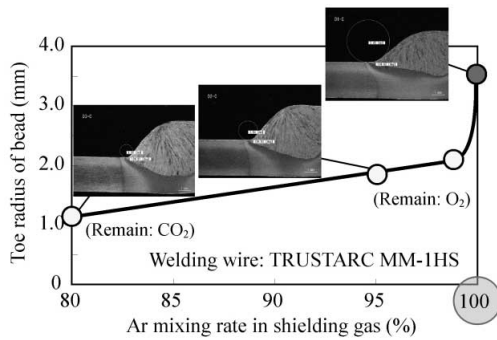 4.0
3.0
2.0
1.0
0
Toe radius of bead (mm)
(Remain: CO₂)
(Remain: O₂)
Welding wire: TRUSTARC MM-1HS
80
85
90
95
100
Ar mixing rate in shielding gas (%)